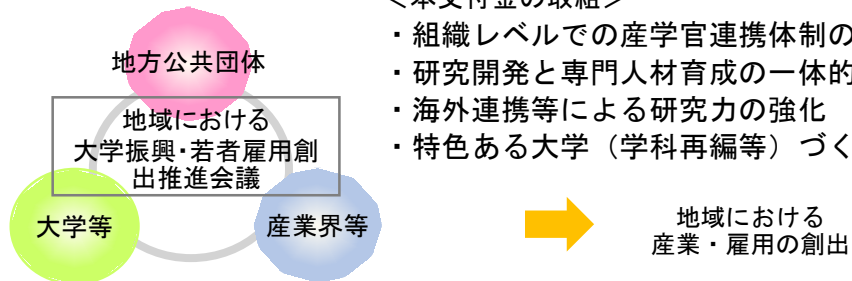 地方公共団体
地域における
大学振興・若者雇用創
出推進会議
大学等
産業界等
＜本交付金の取組＞
・組織レベルでの産学官連携体制の
・研究開発と専門人材育成の一体的
・海外連携等による研究力の強化
・特色ある大学（学科再編等）づく
地域における
産業・雇用の創出